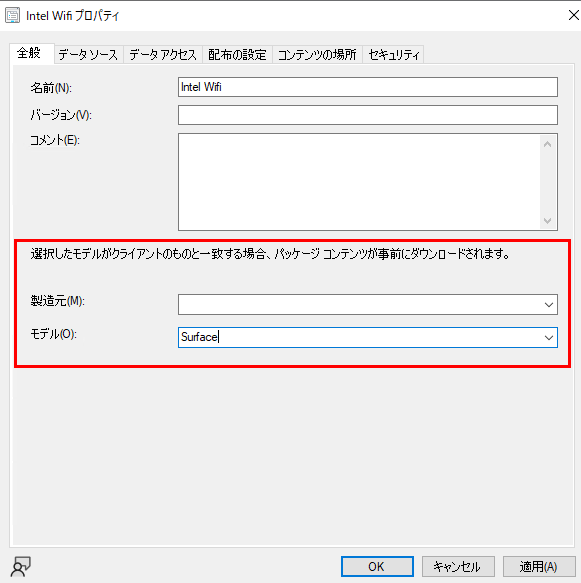 Intel Wifi プロパティ
全般 データ ソース データ アクセス 配布の設定 コンテンツの場所 セキュリティ
名前(N): Intel Wifi
バージョン(V):
コメント(E):
選択したモデルがクライアントのものと一致する場合、パッケージ コンテンツが事前にダウンロードされます。
製造元(M):
モデル(O): Surface
OK キャンセル 適用(A)